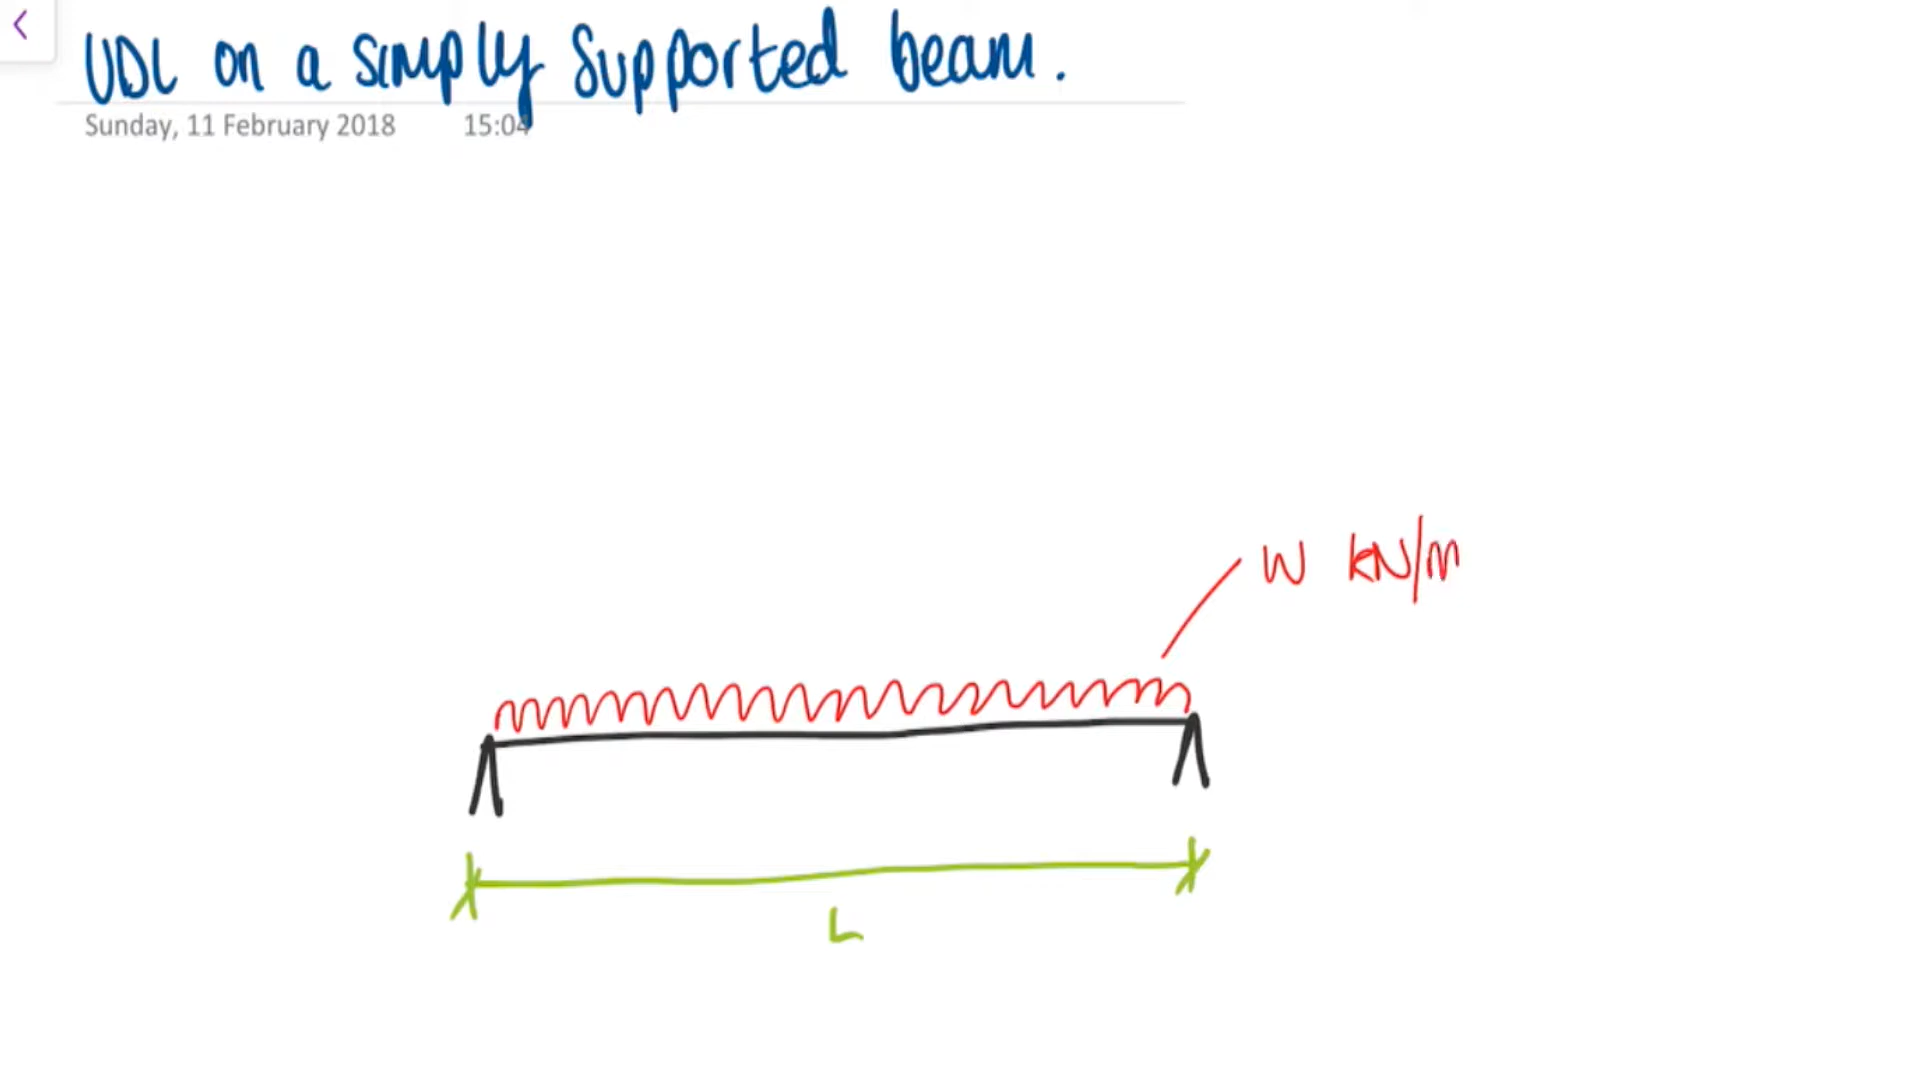 UDL on a simply supported beam.
Sunday, 11 February 2018 15:04
W kN/m
L